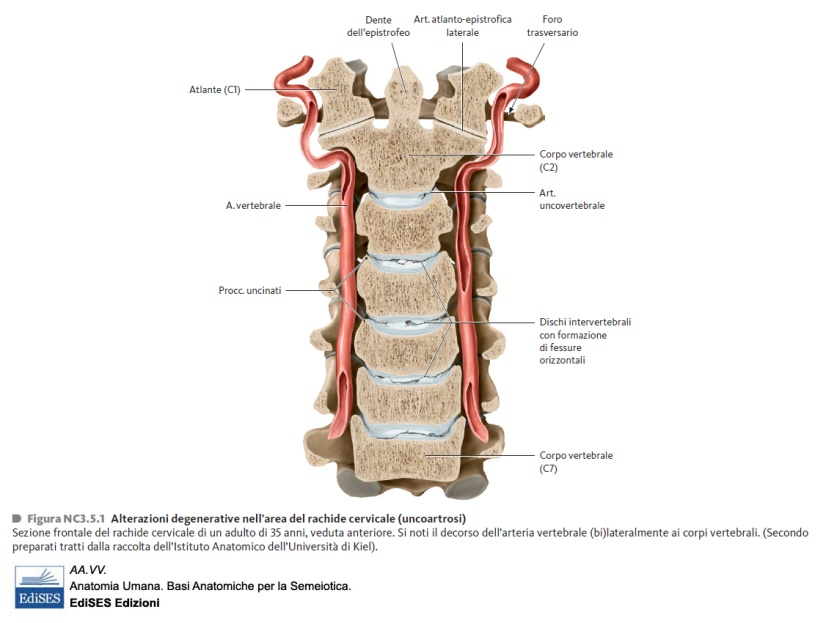 Dente
dell'epistrofeo
Art. atlanto-epistrofica
laterale
Foro
trasversario
Atlante (C1)
Corpo vertebrale
(C2)
Art.
uncovertebrale
A. vertebrale
Procc. uncinati
Dischi intervertebrali
con formazione
di fessure
orizzontali
Corpo vertebrale
(C7)
Figura NC3.5.1 Alterazioni degenerative nell'area del rachide cervicale (uncoartrosi)
Sezione frontale del rachide cervicale di un adulto di 35 anni, veduta anteriore. Si noti il decorso dell'arteria vertebrale (bi)lateralmente ai corpi vertebrali. (Secondo
preparati tratti dalla raccolta dell'Istituto Anatomico dell'Università di Kiel).
AA.VV.
Anatomia Umana. Basi Anatomiche per la Semeiotica.
EdiSES Edizioni
EdiSES